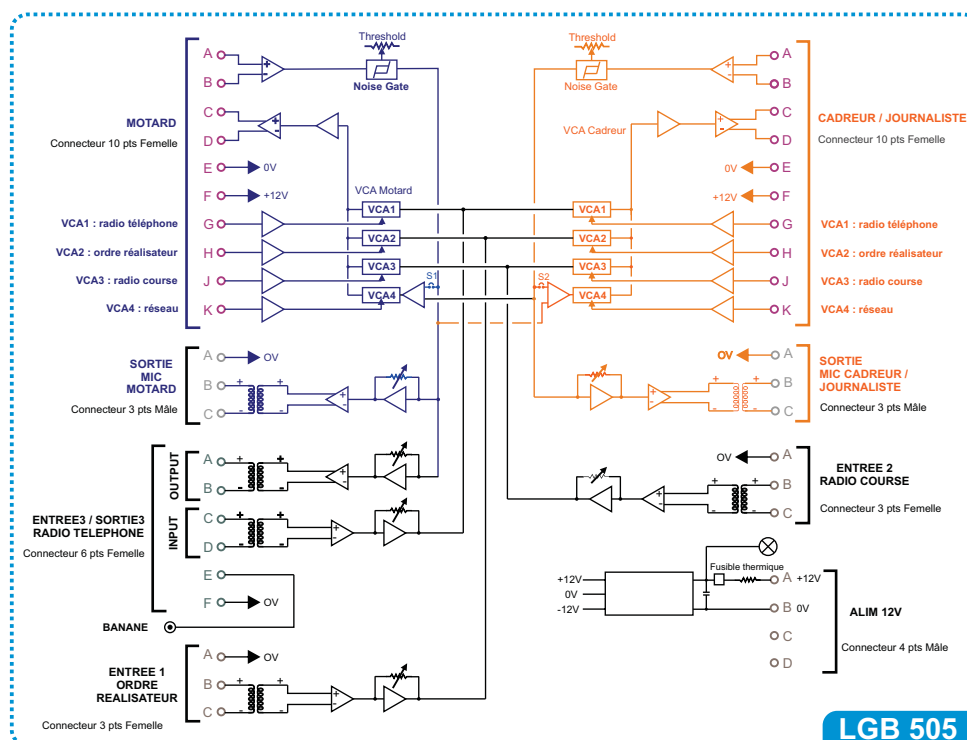 Threshold
Noise Gate
A
B
C
D
E
0V
F
+12V
G
H
J
K
MOTARD
Connecteur 10 pts Femelle
VCA1 : radio téléphone
VCA2 : ordre réalisateur
VCA3 : radio course
VCA4 : réseau
VCA Motard
VCA1
VCA2
VCA3
VCA4
S1
Threshold
Noise Gate
VCA Cadreur
VCA1
VCA2
VCA3
VCA4
S2
A
B
C
D
0V
E
+12V
F
G
H
J
K
CADREUR / JOURNALISTE
Connecteur 10 pts Femelle
VCA1 : radio téléphone
VCA2 : ordre réalisateur
VCA3 : radio course
VCA4 : réseau
SORTIE
MIC
MOTARD
Connecteur 3 pts Mâle
A
OV
B
+ +
C
- -
OV
A
+ +
B
- -
C
SORTIE
MIC CADREUR /
JOURNALISTE
Connecteur 3 pts Mâle
ENTREE3 / SORTIE3
RADIO TELEPHONE
Connecteur 6 pts Femelle
OUTPUT
A
+ +
B
- -
INPUT
C
+ +
D
- -
E
F
OV
BANANE
OV
A
+ +
B
- -
C
ENTREE 2
RADIO COURSE
Connecteur 3 pts Femelle
+12V
0V
-12V
Fusible thermique
A +12V
B 0V
C
D
ALIM 12V
Connecteur 4 pts Mâle
ENTREE 1
ORDRE
REALISATEUR
Connecteur 3 pts Femelle
A
OV
B
+ +
C
- -
LGB 505